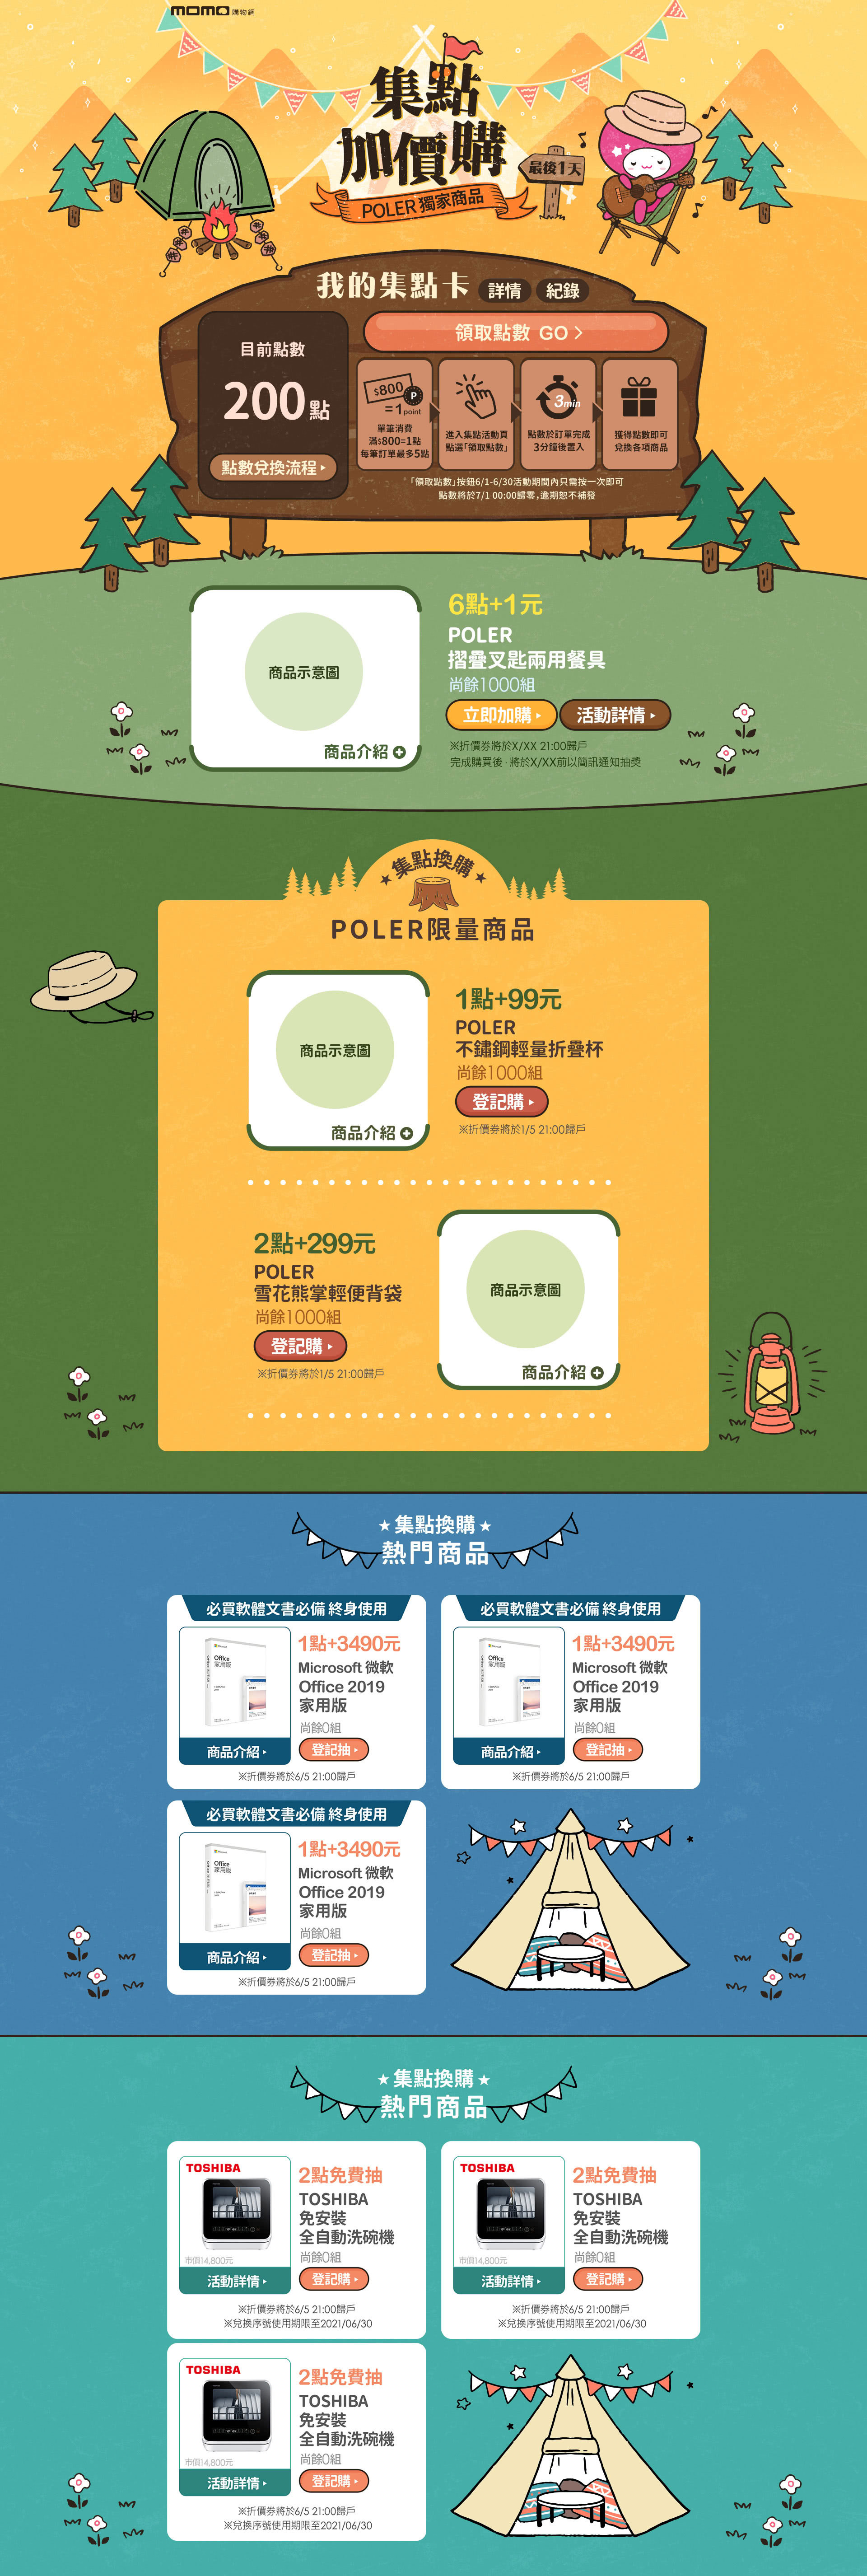 momo購物網
集點
加價購
POLER 獨家商品
最後1天
我的集點卡 詳情 紀錄
目前點數
200點
點數兌換流程
領取點數 GO
$800 P
=1 point
單筆消費
滿$800=1點
每筆訂單最多5點
進入集點活動頁
點選「領取點數」
3min
點數於訂單完成
3分鐘後置入
獲得點數即可
兌換各項商品
「領取點數」按鈕6/1-6/30活動期間內只需按一次即可
點數將於7/1 00:00歸零,逾期恕不補發
商品示意圖
商品介紹
6點+1元
POLER
摺疊叉匙兩用餐具
尚餘1000組
立即加購 活動詳情
※折價券將於X/XX 21:00歸戶
完成購買後,將於X/XX前以簡訊通知抽獎
集點換購
POLER限量商品
商品示意圖
商品介紹
1點+99元
POLER
不鏽鋼輕量折疊杯
尚餘1000組
登記購
※折價券將於1/5 21:00歸戶
2點+299元
POLER
雪花熊掌輕便背袋
尚餘1000組
登記購
※折價券將於1/5 21:00歸戶
商品示意圖
商品介紹
集點換購
熱門商品
必買軟體文書必備 終身使用
Microsoft
Office
家用版
商品介紹
1點+3490元
Microsoft 微軟
Office 2019
家用版
尚餘0組
登記抽
※折價券將於6/5 21:00歸戶
必買軟體文書必備 終身使用
Microsoft
Office
家用版
商品介紹
1點+3490元
Microsoft 微軟
Office 2019
家用版
尚餘0組
登記抽
※折價券將於6/5 21:00歸戶
必買軟體文書必備 終身使用
Microsoft
Office
家用版
商品介紹
1點+3490元
Microsoft 微軟
Office 2019
家用版
尚餘0組
登記抽
※折價券將於6/5 21:00歸戶
集點換購
熱門商品
TOSHIBA
市價14,800元
活動詳情
2點免費抽
TOSHIBA
免安裝
全自動洗碗機
尚餘0組
登記購
※折價券將於6/5 21:00歸戶
※兌換序號使用期限至2021/06/30
TOSHIBA
市價14,800元
活動詳情
2點免費抽
TOSHIBA
免安裝
全自動洗碗機
尚餘0組
登記購
※折價券將於6/5 21:00歸戶
※兌換序號使用期限至2021/06/30
TOSHIBA
市價14,800元
活動詳情
2點免費抽
TOSHIBA
免安裝
全自動洗碗機
尚餘0組
登記購
※折價券將於6/5 21:00歸戶
※兌換序號使用期限至2021/06/30